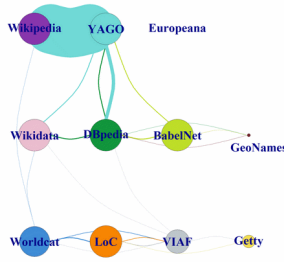 Wikipedia YAGO Europeana
Wikidata DBpedia BabelNet
GeoNames
Worldcat LoC VIAF Getty